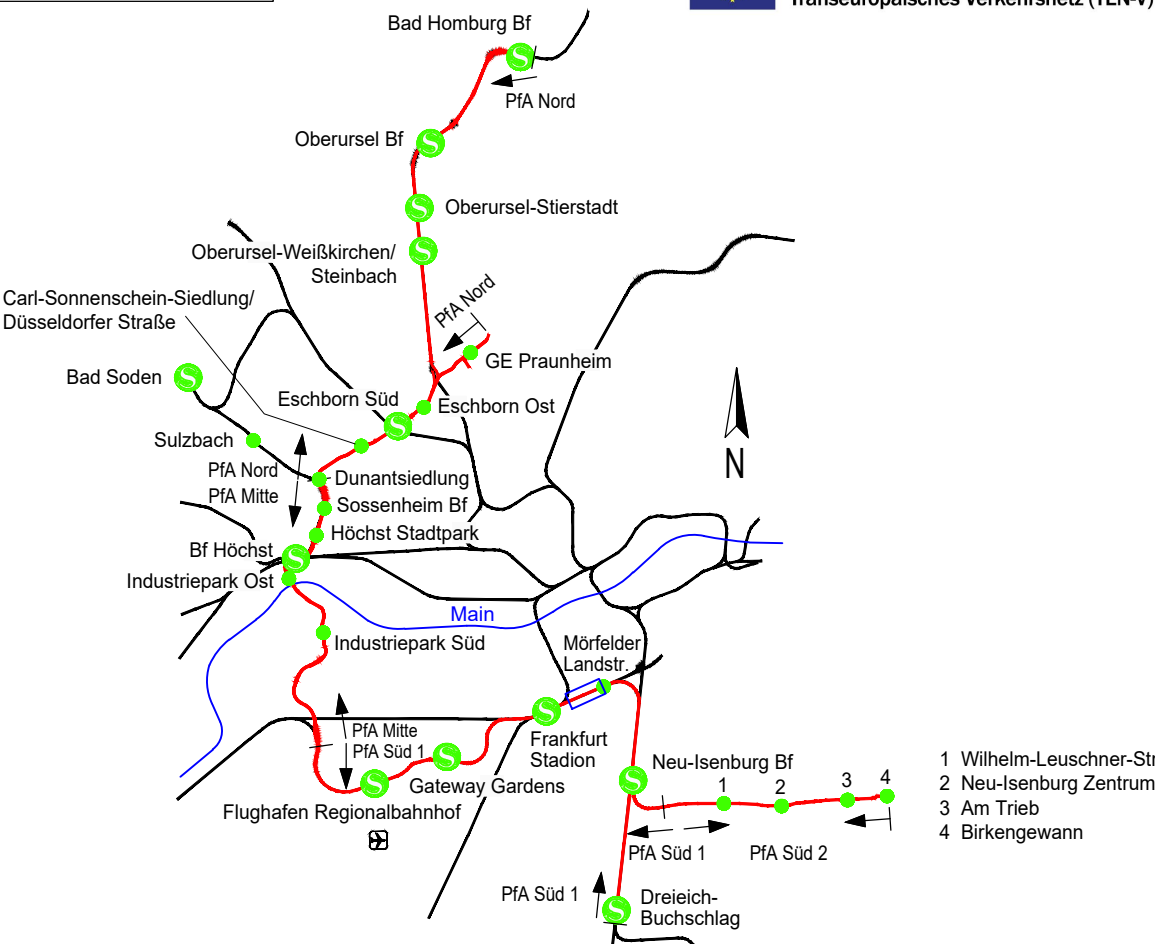 Transeuropäisches Verkehrsnetz (TEN-V)
Bad Homburg Bf
PfA Nord
Oberursel Bf
Oberursel-Stierstadt
Oberursel-Weißkirchen/
Steinbach
Carl-Sonnenschein-Siedlung/
Düsseldorfer Straße
PfA Nord
GE Praunheim
Bad Soden
Eschborn Süd
Eschborn Ost
Sulzbach
PfA Nord
PfA Mitte
Dunantsiedlung
Sossenheim Bf
Höchst Stadtpark
Bf Höchst
Industriepark Ost
N
Main
Industriepark Süd
Mörfelder
Landstr.
PfA Mitte
PfA Süd 1
Frankfurt
Stadion
Gateway Gardens
Flughafen Regionalbahnhof
Neu-Isenburg Bf
1
2
3
4
PfA Süd 1
PfA Süd 2
PfA Süd 1
Dreieich-
Buchschlag
1 Wilhelm-Leuschner-Str
2 Neu-Isenburg Zentrum
3 Am Trieb
4 Birkengewann